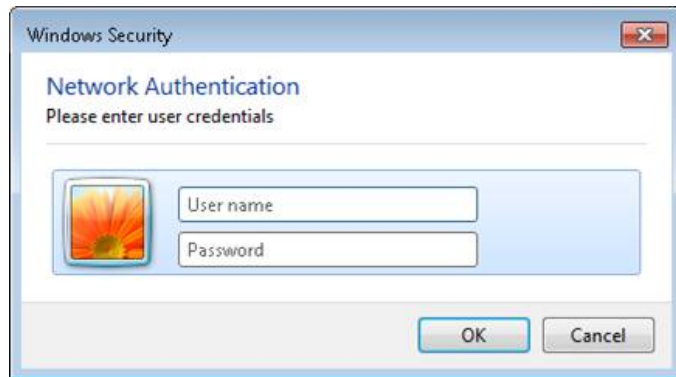 Windows Security
Network Authentication
Please enter user credentials
User name
Password
OK
Cancel